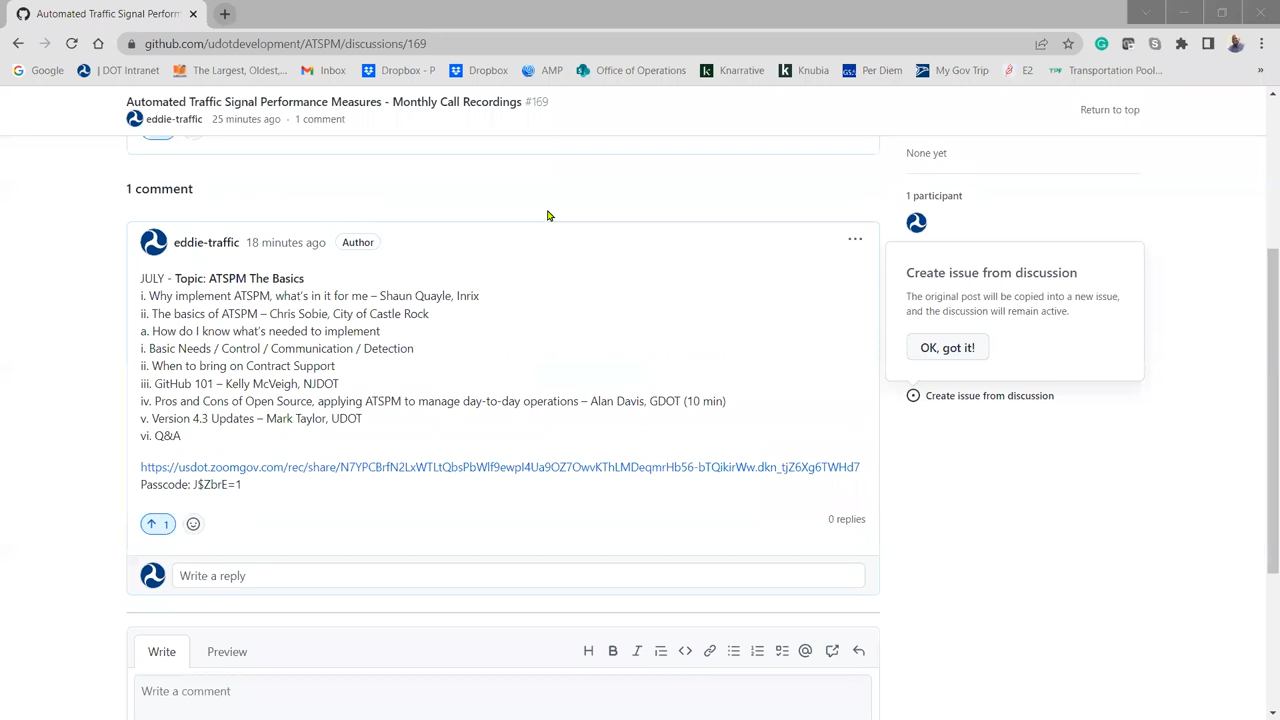 Automated Traffic Signal Perform
github.com/udotdevelopment/ATSPM/discussions/169
Google
| DOT Intranet
The Largest, Oldest,...
Inbox
Dropbox - P
Dropbox
AMP
Office of Operations
Knarrative
Knubia
Per Diem
My Gov Trip
E2
Transportation Pool...
»
Automated Traffic Signal Performance Measures - Monthly Call Recordings #169
eddie-traffic 25 minutes ago · 1 comment
Return to top
None yet
1 comment
1 participant
eddie-traffic 18 minutes ago Author
JULY - Topic: ATSPM The Basics
i. Why implement ATSPM, what's in it for me – Shaun Quayle, Inrix
ii. The basics of ATSPM – Chris Sobie, City of Castle Rock
a. How do I know what's needed to implement
i. Basic Needs / Control / Communication / Detection
ii. When to bring on Contract Support
iii. GitHub 101 – Kelly McVeigh, NJDOT
iv. Pros and Cons of Open Source, applying ATSPM to manage day-to-day operations – Alan Davis, GDOT (10 min)
v. Version 4.3 Updates – Mark Taylor, UDOT
vi. Q&A
https://usdot.zoomgov.com/rec/share/N7YPCBrfN2LxWTLtQbsPbWlf9ewpI4Ua9OZ7OwvKThLMDeqmrHb56-bTQikirWw.dkn_tjZ6Xg6TWHd7
Passcode: J$ZbrE=1
1
0 replies
Write a reply
Create issue from discussion
The original post will be copied into a new issue,
and the discussion will remain active.
OK, got it!
Create issue from discussion
Write
Preview
Write a comment